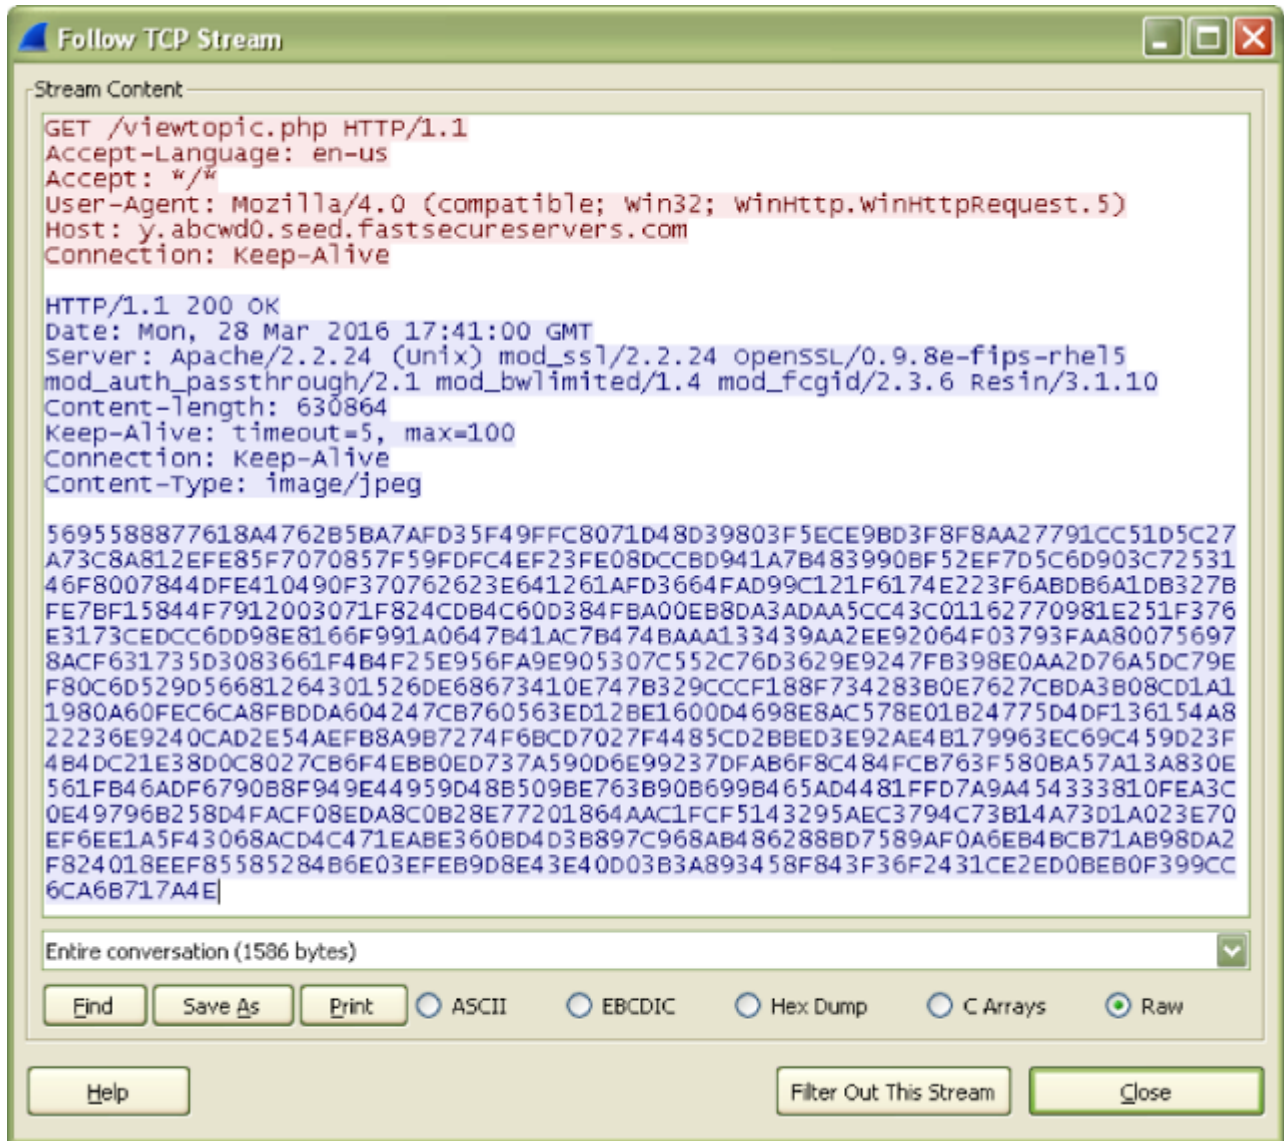 Follow TCP Stream
Stream Content
GET /viewtopic.php HTTP/1.1
Accept-Language: en-us
Accept: */*
User-Agent: Mozilla/4.0 (compatible; Win32; WinHttp.WinHttpRequest.5)
Host: y.abcwd0.seed.fastsecureservers.com
Connection: Keep-Alive
HTTP/1.1 200 OK
Date: Mon, 28 Mar 2016 17:41:00 GMT
Server: Apache/2.2.24 (Unix) mod_ssl/2.2.24 OpenSSL/0.9.8e-fips-rhel5
mod_auth_passthrough/2.1 mod_bwlimited/1.4 mod_fcgid/2.3.6 Resin/3.1.10
Content-length: 630864
Keep-Alive: timeout=5, max=100
Connection: Keep-Alive
Content-Type: image/jpeg
5695588877618A4762B5BA7AFD35F49FFC8071D48D39803F5ECE9BD3F8F8AA27791CC51D5C27
A73C8A812EFE85F7070857F59FDFC4EF23FE08DCCBD941A7B483990BF52EF7D5C6D903C72531
46F8007844DFE410490F370762623E641261AFD3664FAD99C121F6174E223F6ABDB6A1DB327B
FE7BF15844F7912003071F824CDB4C60D384FBA00EB8DA3ADAA5CC43C01162770981E251F376
E3173CEDCC6DD98E8166F991A0647B41AC7B474BAAA133439AA2EE92064F03793FAA80075697
8ACF631735D3083661F4B4F25E956FA9E905307C552C76D3629E9247FB398E0AA2D76A5DC79E
F80C6D529D56681264301526DE68673410E747B329CCCF188F734283B0E7627CBDA3B08CD1A1
1980A60FEC6CA8FBDDA604247CB760563ED12BE1600D4698E8AC578E01B24775D4DF136154A8
22236E9240CAD2E54AEFB8A9B7274F6BCD7027F4485CD2BBED3E92AE4B179963EC69C459D23F
4B4DC21E38D0C8027CB6F4EBB0ED737A590D6E99237DFAB6F8C484FCB763F580BA57A13A830E
561FB46ADF6790B8F949E44959D48B509BE763B90B699B465AD4481FFD7A9A454333810FEA3C
0E49796B258D4FACF08EDA8C0B28E77201864AAC1FCF5143295AEC3794C73B14A73D1A023E70
EF6EE1A5F43068ACD4C471EABE360BD4D3B897C968AB486288BD7589AF0A6EB4BCB71AB98DA2
F824018EEF85585284B6E03EFEB9D8E43E40D03B3A893458F843F36F2431CE2ED0BEB0F399CC
6CA6B717A4E
Entire conversation (1586 bytes)
Find Save As Print ASCII EBCDIC Hex Dump C Arrays Raw
Help Filter Out This Stream Close